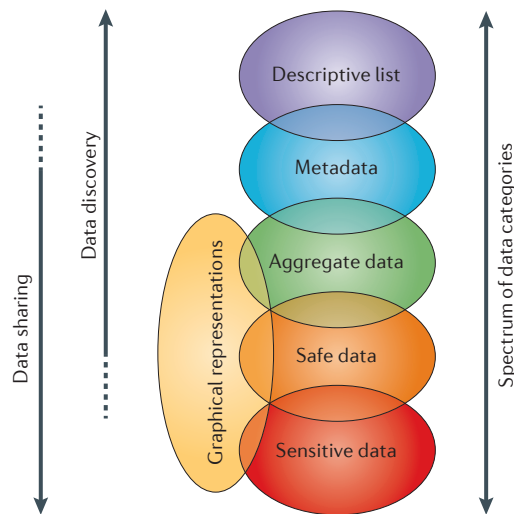 Data sharing
Data discovery
Descriptive list
Metadata
Aggregate data
Safe data
Sensitive data
Graphical representations
Spectrum of data categories